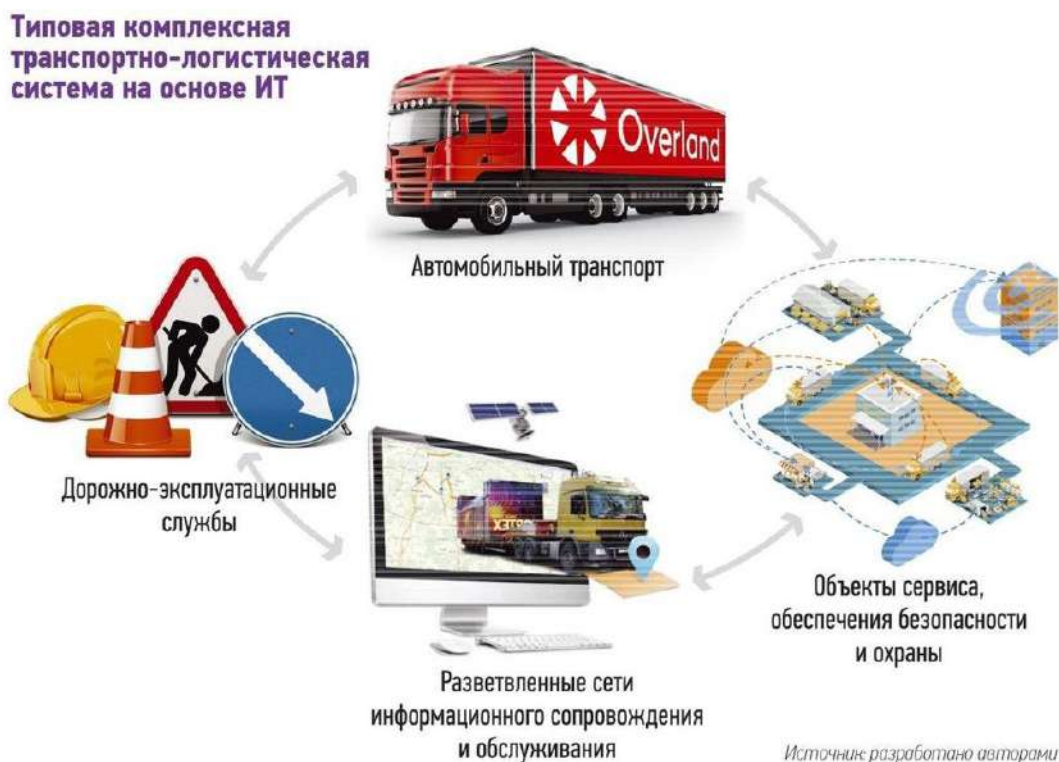 Типовая комплексная
транспортно-логистическая
система на основе ИТ
Overland
Автомобильный транспорт
Дорожно-эксплуатационные
службы
Объекты сервиса,
обеспечения безопасности
и охраны
Разветвленные сети
информационного сопровождения
и обслуживания
Источник: разработано авторами